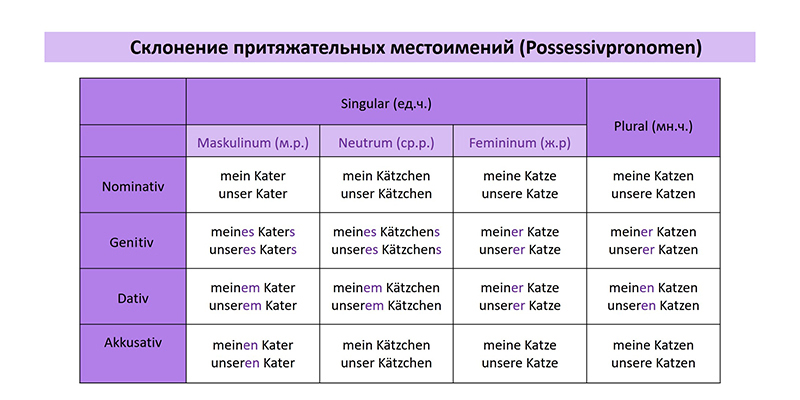 Склонение притяжательных местоимений (Possessivpronomen)
Singular (ед.ч.)
Plural (мн.ч.)
Maskulinum (м.р.) Neutrum (ср.р.) Femininum (ж.р)
Nominativ
mein Kater mein Kätzchen meine Katze meine Katzen
unser Kater unser Kätzchen unsere Katze unsere Katzen
Genitiv
meines Katers meines Kätzchens meiner Katze meiner Katzen
unseres Katers unseres Kätzchens unserer Katze unserer Katzen
Dativ
meinem Kater meinem Kätzchen meiner Katze meinen Katzen
unserem Kater unserem Kätzchen unserer Katze unseren Katzen
Akkusativ
meinen Kater mein Kätzchen meine Katze meine Katzen
unseren Kater unser Kätzchen unsere Katze unsere Katzen